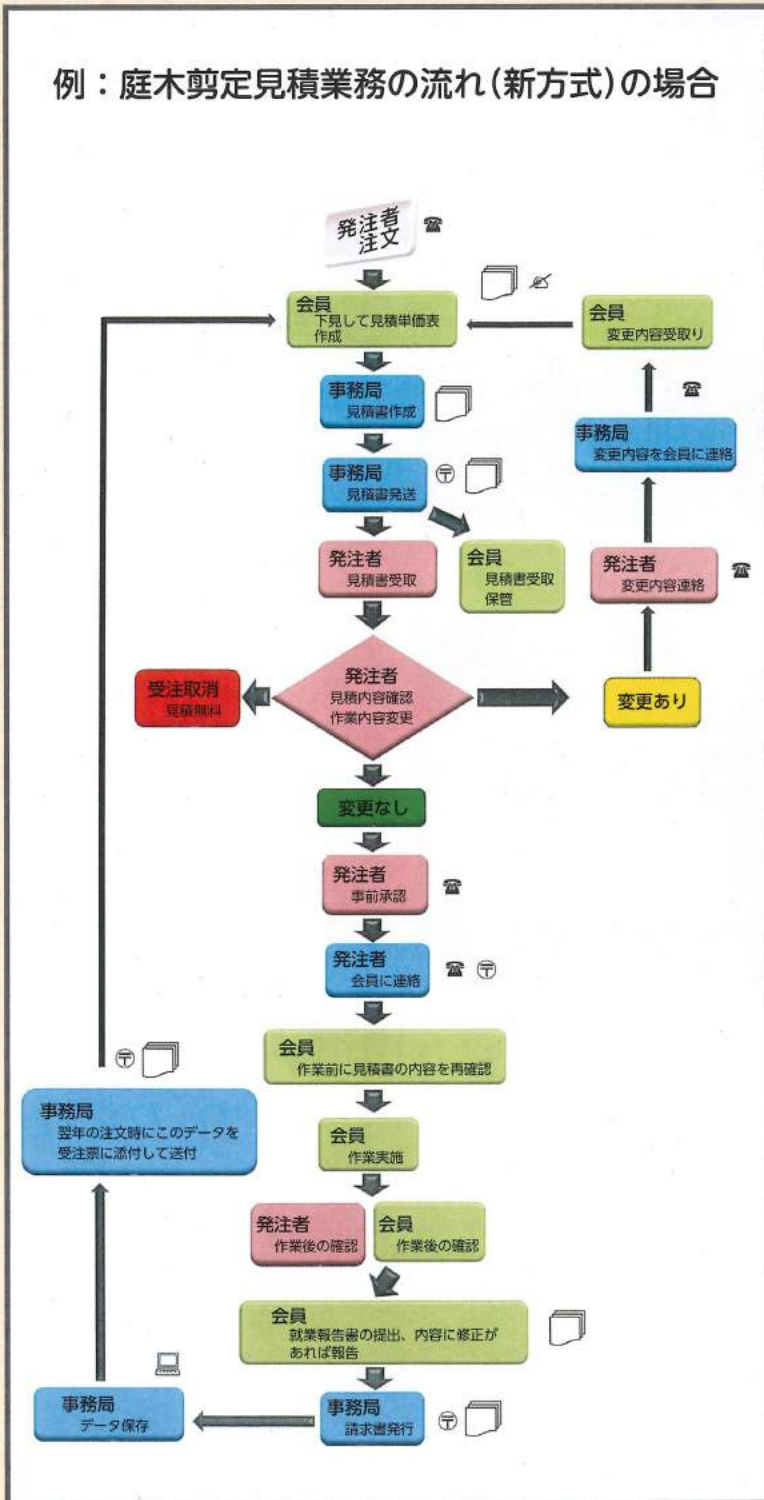 例：庭木剪定見積業務の流れ(新方式)の場合
発注者
注文
会員
下見して見積単価表
作成
事務局
見積書作成
事務局
見積書発送
発注者
見積書受取
会員
見積書受取
保管
発注者
見積内容確認
作業内容変更
受注取消
見積無料
変更あり
発注者
変更内容連絡
事務局
変更内容を会員に連絡
会員
変更内容受取り
変更なし
発注者
事前承認
発注者
会員に連絡
会員
作業前に見積書の内容を再確認
会員
作業実施
発注者
作業後の確認
会員
作業後の確認
会員
就業報告書の提出、内容に修正が
あれば報告
事務局
請求書発行
事務局
データ保存
事務局
翌年の注文時にこのデータを
受注票に添付して送付